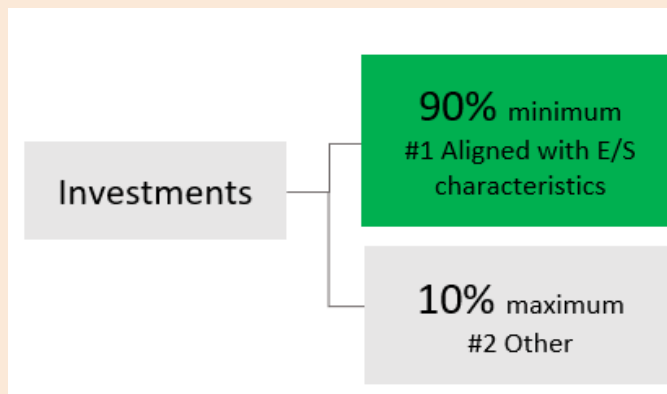 Investments
90% minimum
#1 Aligned with E/S
characteristics
10% maximum
#2 Other